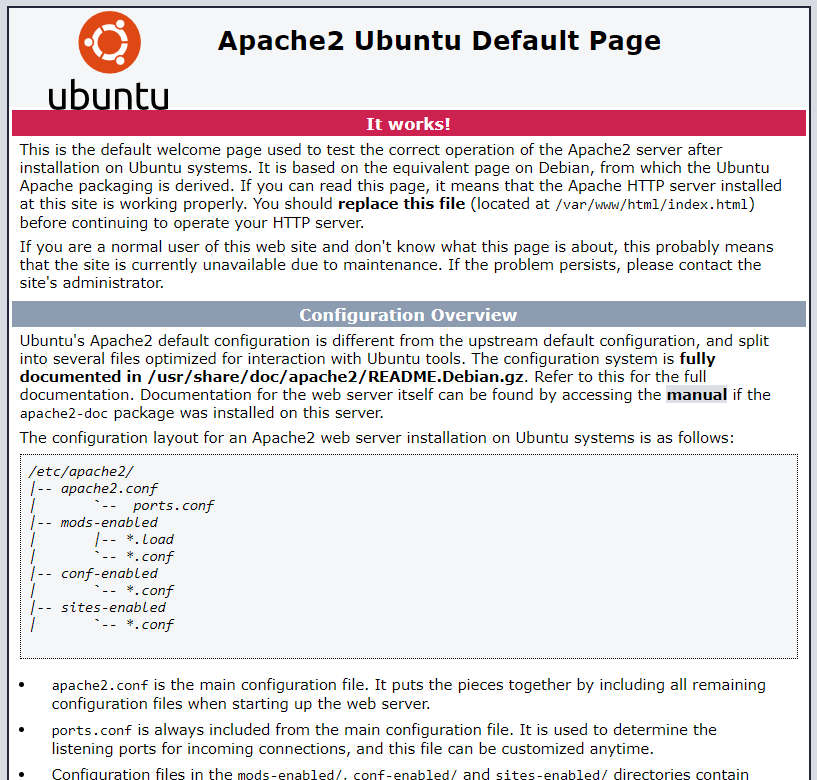 ubuntu
Apache2 Ubuntu Default Page
It works!
This is the default welcome page used to test the correct operation of the Apache2 server after
installation on Ubuntu systems. It is based on the equivalent page on Debian, from which the Ubuntu
Apache packaging is derived. If you can read this page, it means that the Apache HTTP server installed
at this site is working properly. You should replace this file (located at /var/www/html/index.html)
before continuing to operate your HTTP server.
If you are a normal user of this web site and don't know what this page is about, this probably means
that the site is currently unavailable due to maintenance. If the problem persists, please contact the
site's administrator.
Configuration Overview
Ubuntu's Apache2 default configuration is different from the upstream default configuration, and split
into several files optimized for interaction with Ubuntu tools. The configuration system is fully
documented in /usr/share/doc/apache2/README.Debian.gz. Refer to this for the full
documentation. Documentation for the web server itself can be found by accessing the manual if the
apache2-doc package was installed on this server.
The configuration layout for an Apache2 web server installation on Ubuntu systems is as follows:
/etc/apache2/
|-- apache2.conf
|       `--  ports.conf
|-- mods-enabled
|       |-- *.load
|       `-- *.conf
|-- conf-enabled
|       `-- *.conf
|-- sites-enabled
|       `-- *.conf
• apache2.conf is the main configuration file. It puts the pieces together by including all remaining
configuration files when starting up the web server.
• ports.conf is always included from the main configuration file. It is used to determine the
listening ports for incoming connections, and this file can be customized anytime.
• Configuration files in the mods-enabled/, conf-enabled/ and sites-enabled/ directories contain